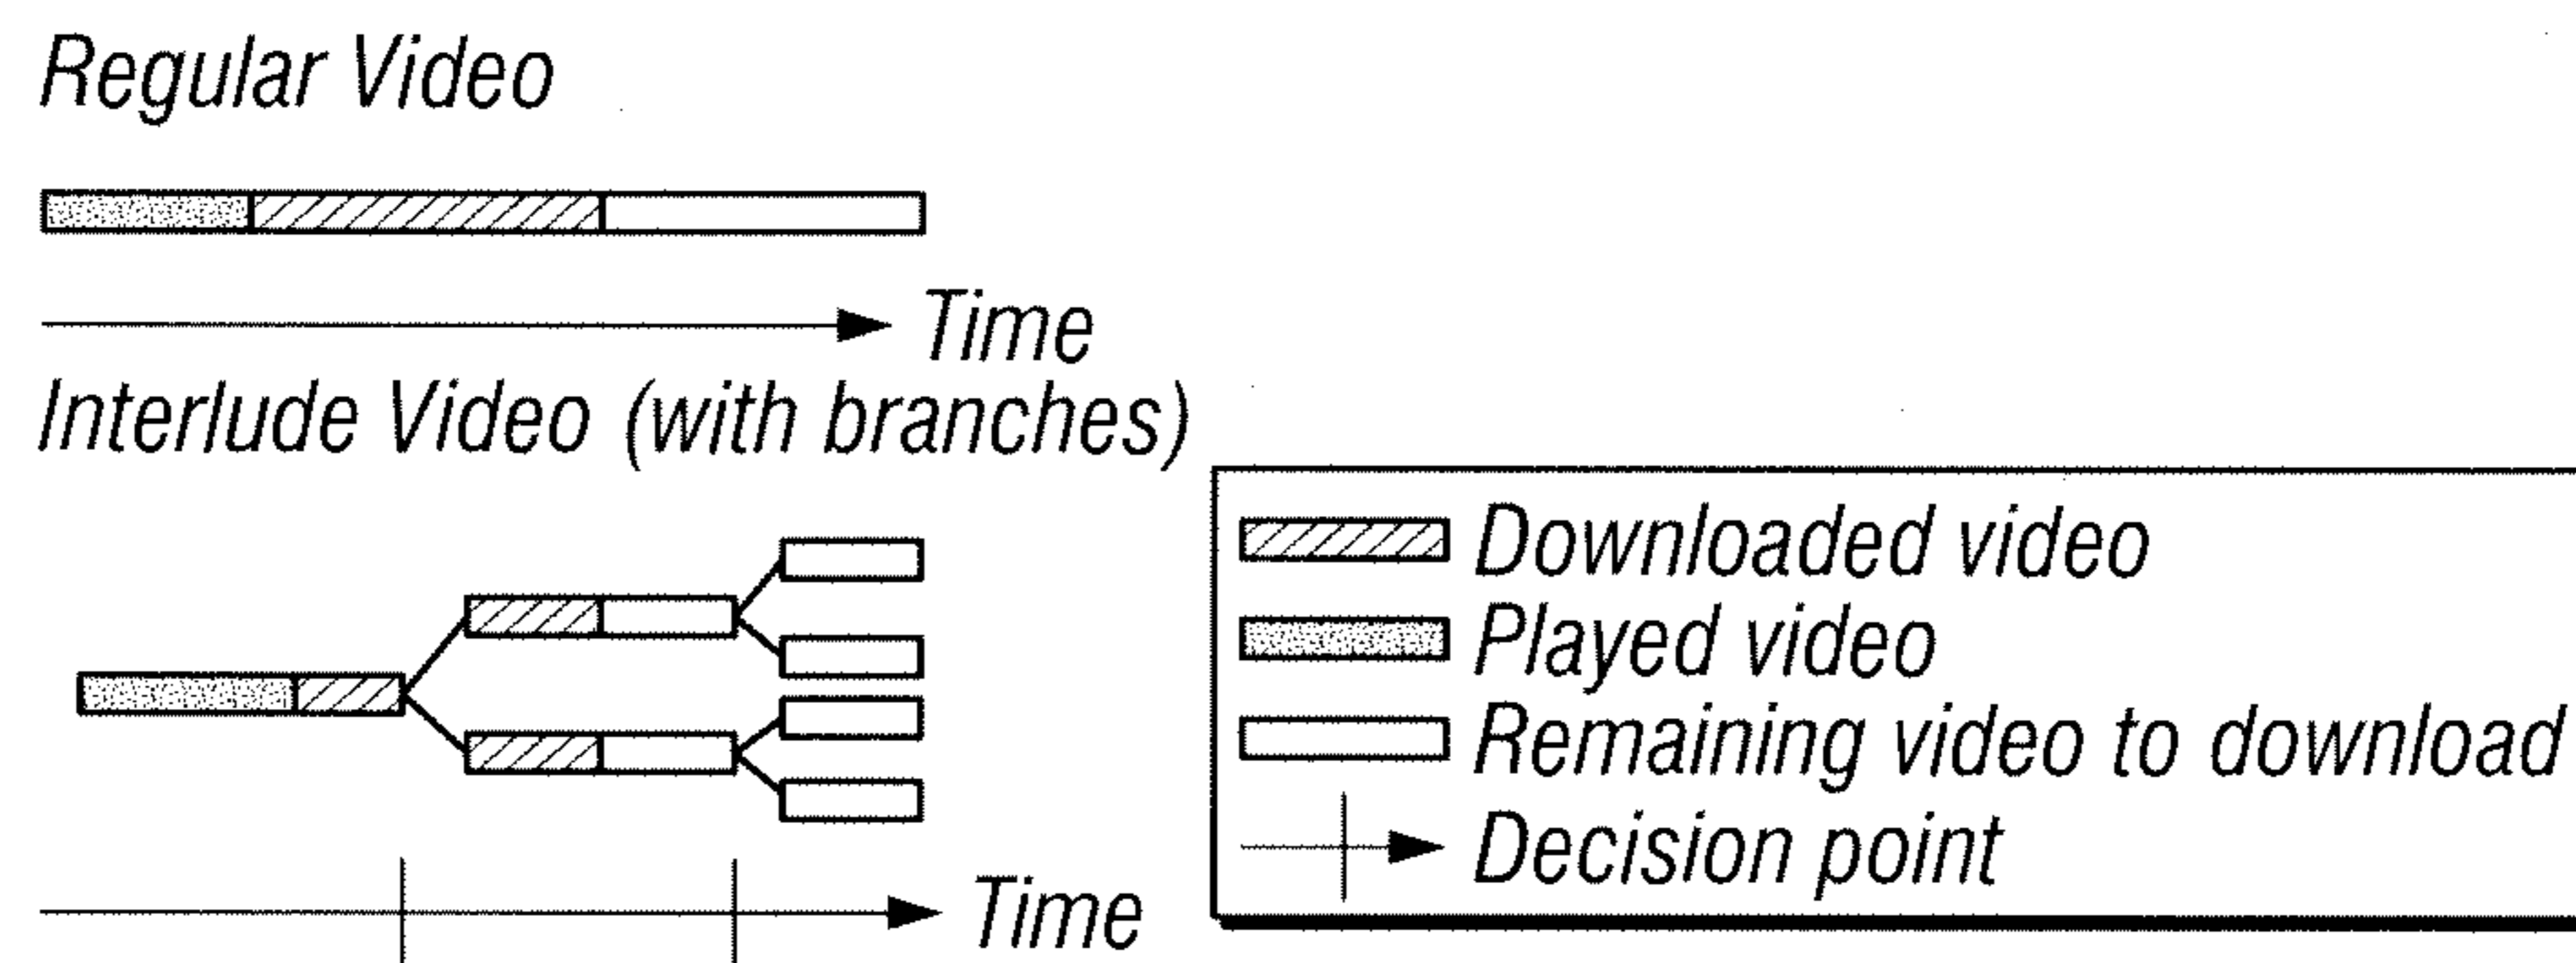 Regular Video
Time
Interlude Video (with branches)
Downloaded video
Played video
Remaining video to download
Decision point
Time